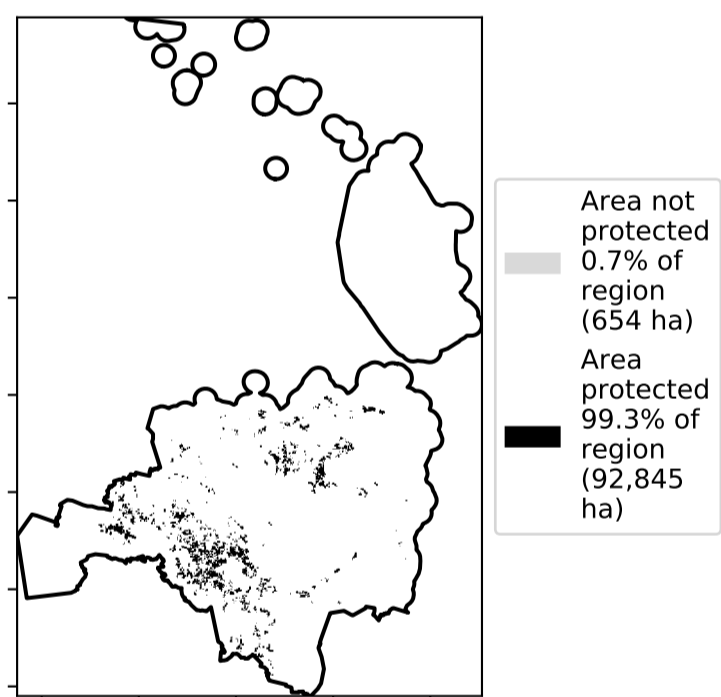 Area not
protected
0.7% of
region
(654 ha)
Area
protected
99.3% of
region
(92,845
ha)